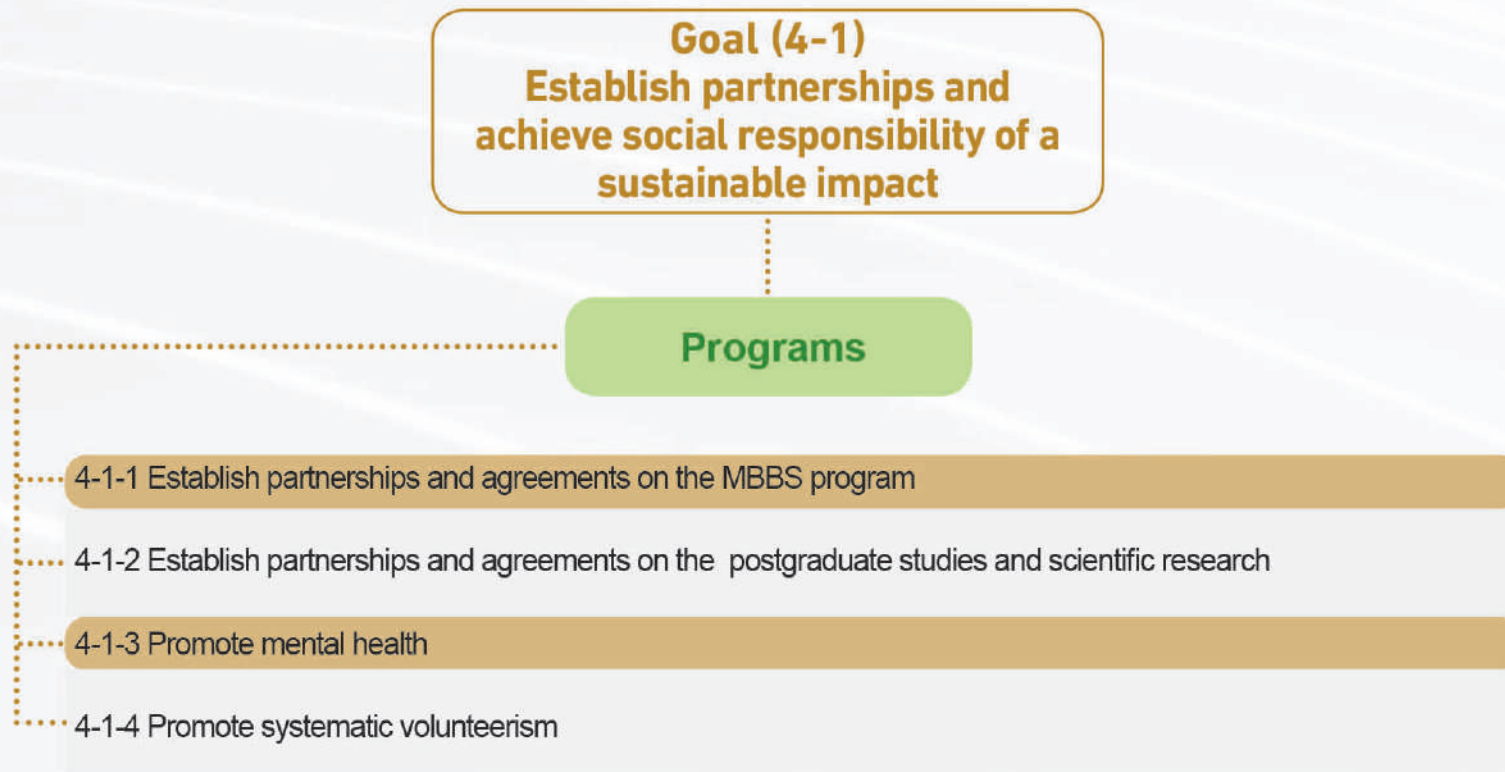 Goal (4-1)
Establish partnerships and
achieve social responsibility of a
sustainable impact
Programs
4-1-1 Establish partnerships and agreements on the MBBS program
4-1-2 Establish partnerships and agreements on the postgraduate studies and scientific research
4-1-3 Promote mental health
4-1-4 Promote systematic volunteerism